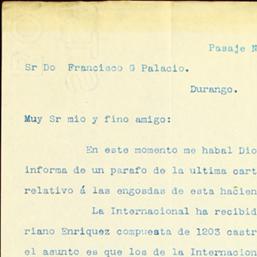 Pasaje N
Sr Do Francisco G Palacio.
Durango.
Muy Sr mio y fino amigo:
En este momento me habal Dio
informa de un parafo de la ultima cart
relativo á las engosdas de esta hacien
La Internacional ha recibid
riano Enriquez compuesta de 1203 castr
el asunto es que los de la Internacion